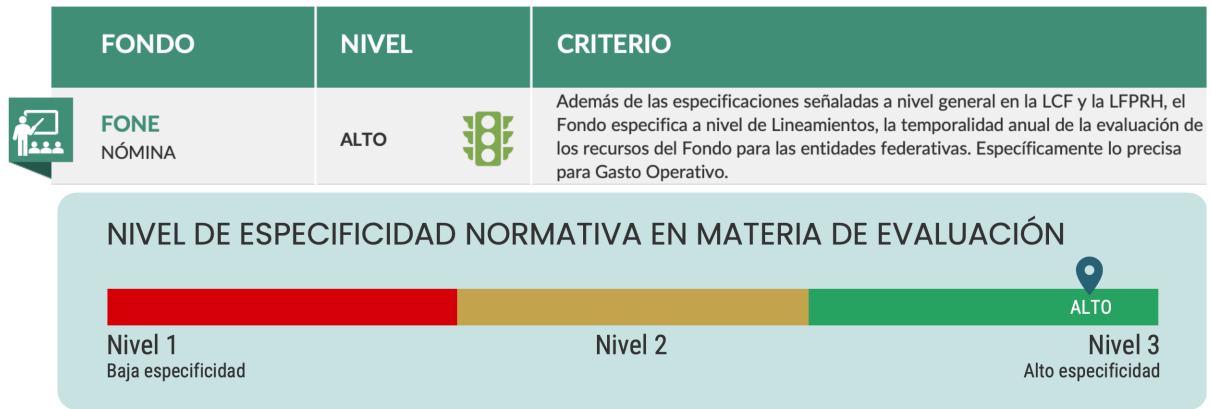 FONDO NIVEL CRITERIO
FONE
NÓMINA
ALTO
Además de las especificaciones señaladas a nivel general en la LCF y la LFPRH, el
Fondo especifica a nivel de Lineamientos, la temporalidad anual de la evaluación de
los recursos del Fondo para las entidades federativas. Específicamente lo precisa
para Gasto Operativo.
NIVEL DE ESPECIFICIDAD NORMATIVA EN MATERIA DE EVALUACIÓN
ALTO
Nivel 1 Nivel 2 Nivel 3
Baja especificidad Alto especificidad